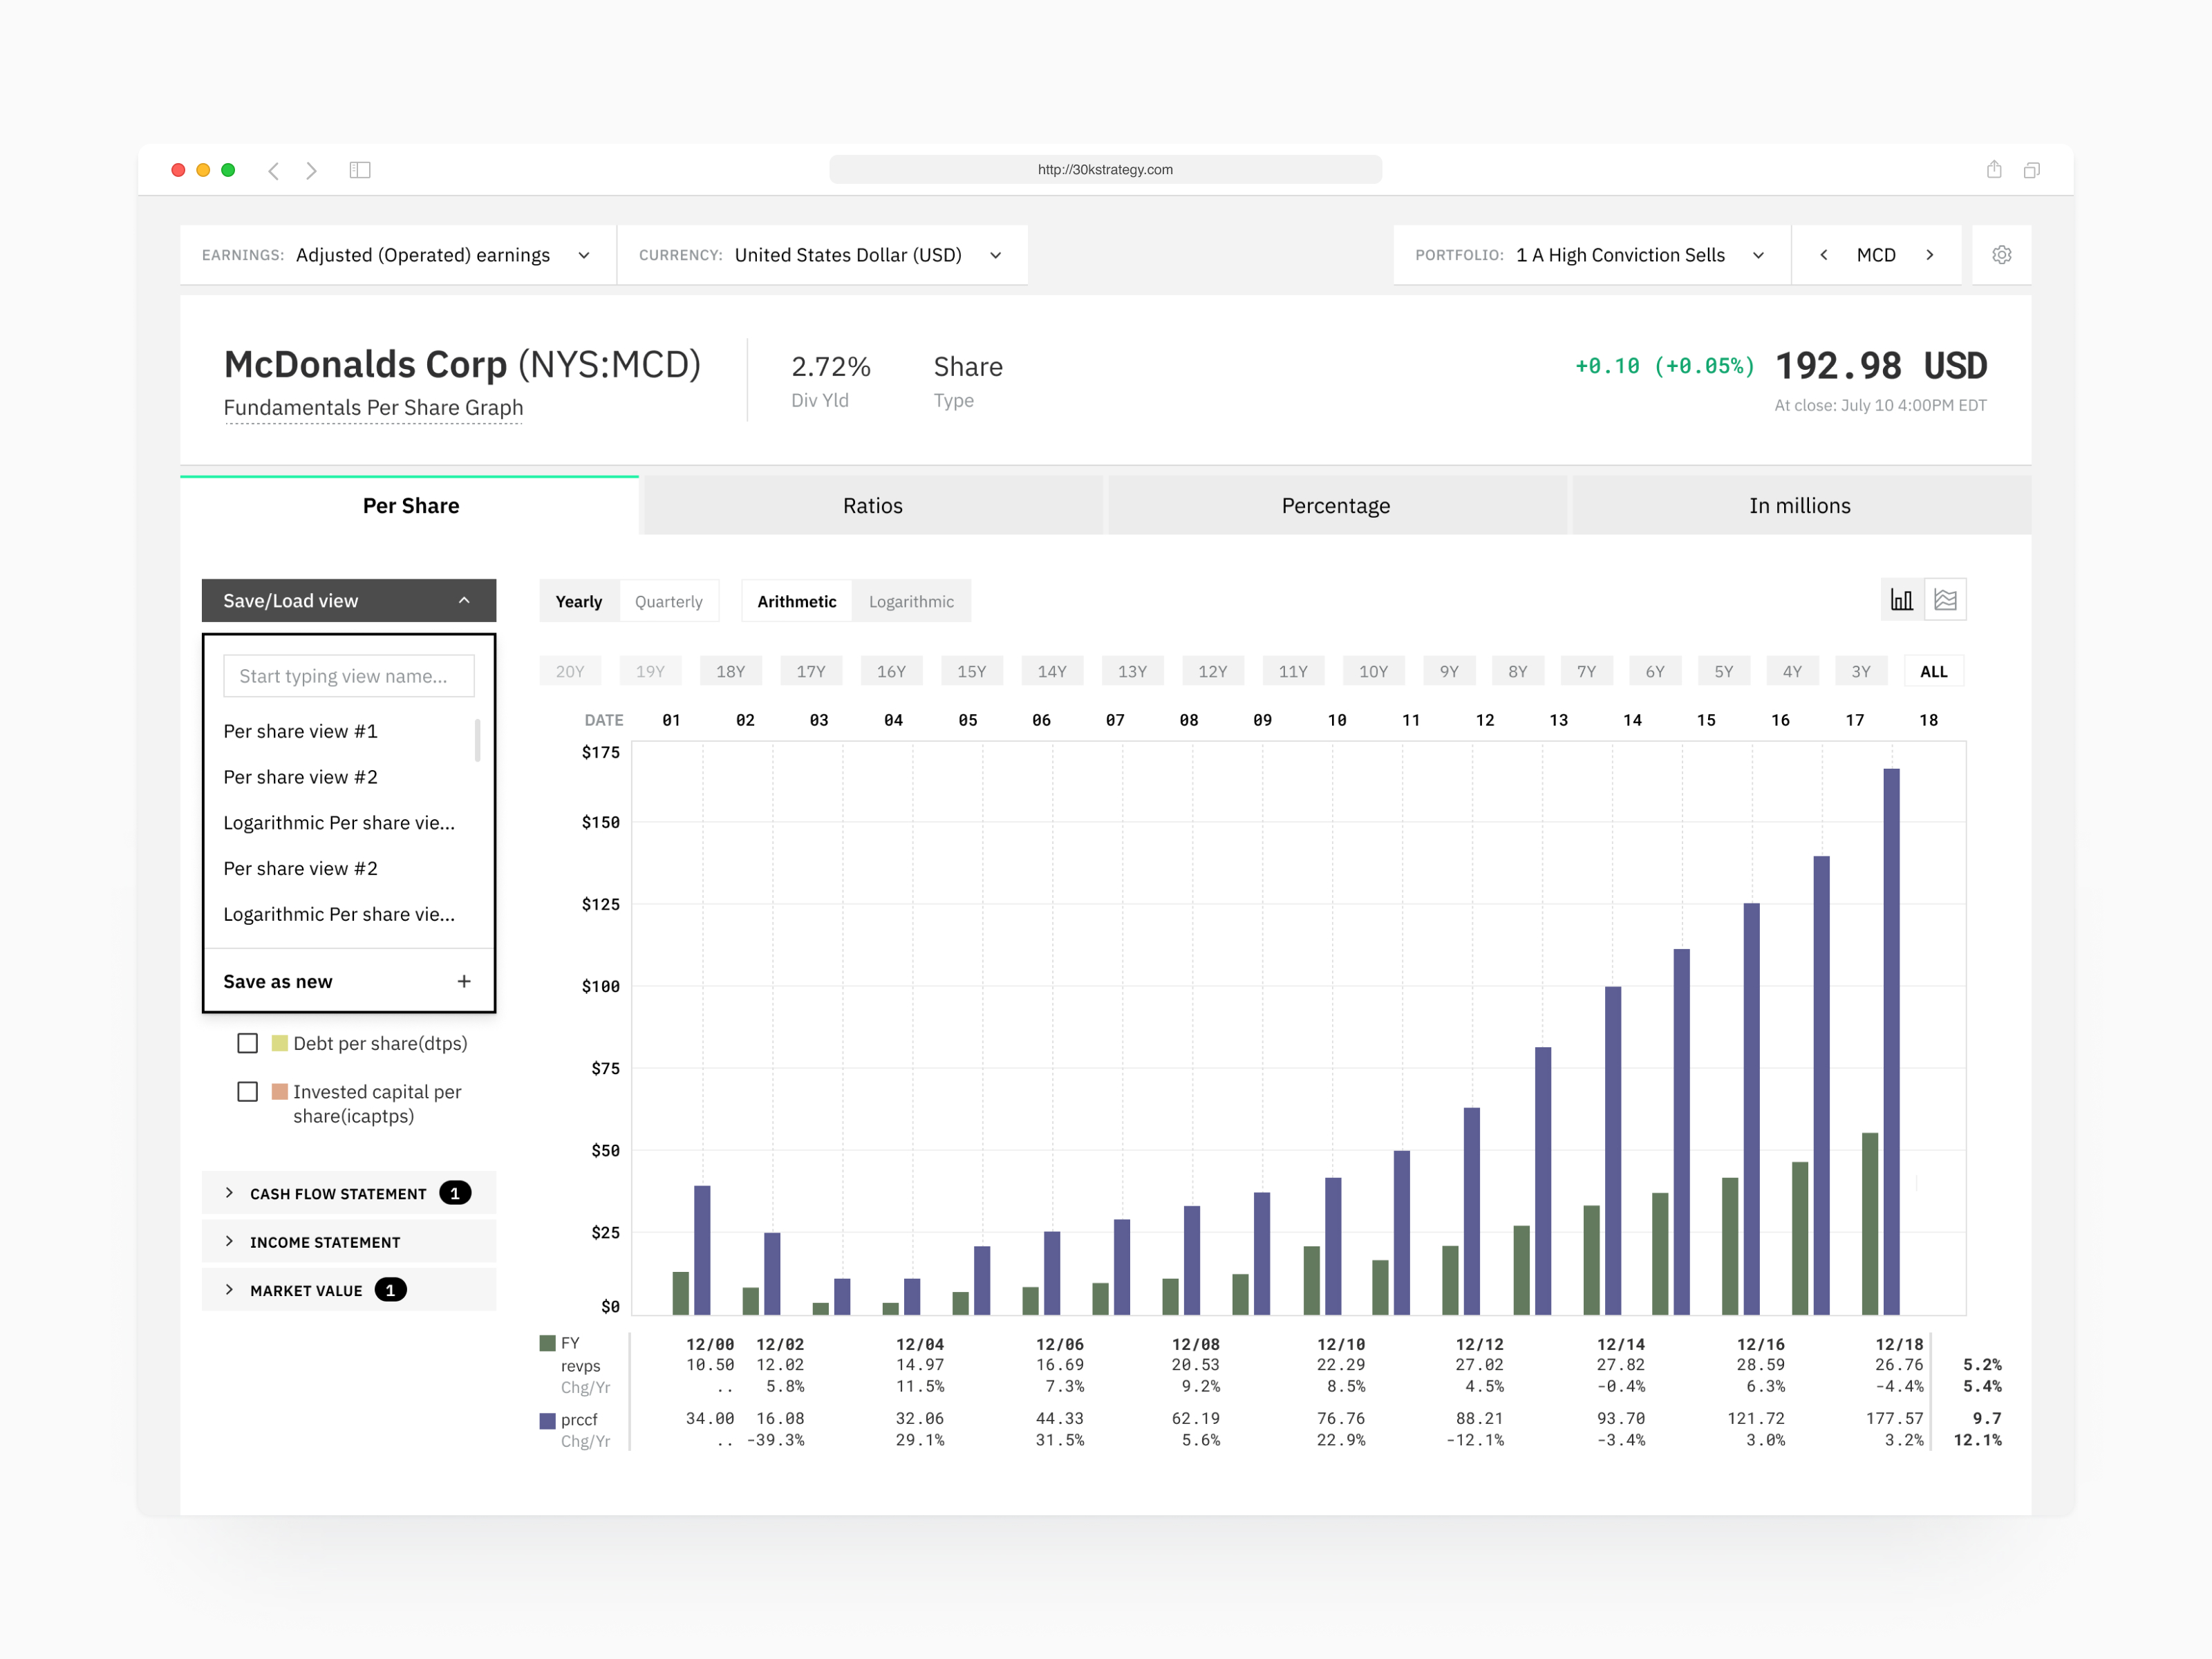 http://30kstrategy.com
EARNINGS: Adjusted (Operated) earnings CURRENCY: United States Dollar (USD) PORTFOLIO: 1 A High Conviction Sells MCD
McDonalds Corp (NYS:MCD)
Fundamentals Per Share Graph
2.72% Share
Div Yld Type
+0.10 (+0.05%) 192.98 USD
At close: July 10 4:00PM EDT
Per Share Ratios Percentage In millions
Save/Load view
Start typing view name...
Per share view #1
Per share view #2
Logarithmic Per share vie...
Per share view #2
Logarithmic Per share vie...
Save as new +
Debt per share(dtps)
Invested capital per
share(icaptps)
CASH FLOW STATEMENT 1
INCOME STATEMENT
MARKET VALUE 1
Yearly Quarterly Arithmetic Logarithmic
20Y 19Y 18Y 17Y 16Y 15Y 14Y 13Y 12Y 11Y 10Y 9Y 8Y 7Y 6Y 5Y 4Y 3Y ALL
DATE 01 02 03 04 05 06 07 08 09 10 11 12 13 14 15 16 17 18
$175
$150
$125
$100
$75
$50
$25
$0
FY 12/00 12/02 12/04 12/06 12/08 12/10 12/12 12/14 12/16 12/18
revps 10.50 12.02 14.97 16.69 20.53 22.29 27.02 27.82 28.59 26.76 5.2%
Chg/Yr .. 5.8% 11.5% 7.3% 9.2% 8.5% 4.5% -0.4% 6.3% -4.4% 5.4%
prccf 34.00 16.08 32.06 44.33 62.19 76.76 88.21 93.70 121.72 177.57 9.7
Chg/Yr .. -39.3% 29.1% 31.5% 5.6% 22.9% -12.1% -3.4% 3.0% 3.2% 12.1%